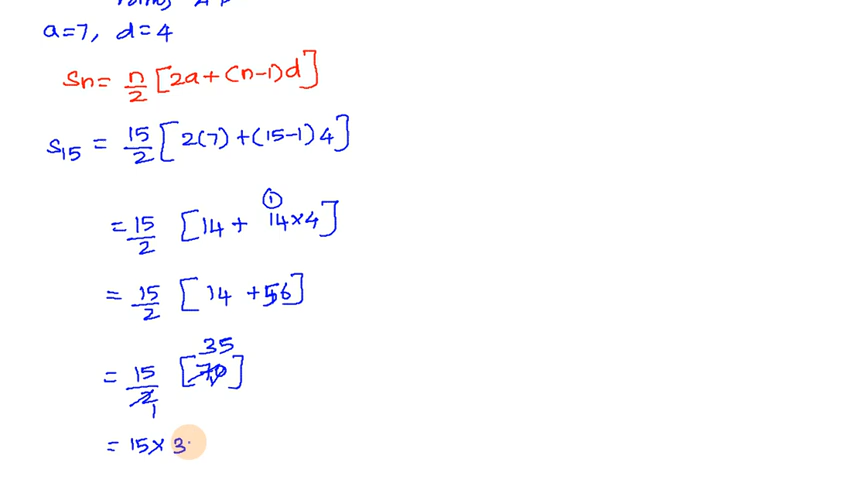 a=7, d=4
Sn= n/2 [2a+(n-1)d]
S15 = 15/2 [2(7)+(15-1)4]
1
= 15/2 [14+ 14×4]
= 15/2 [14 +56]
35
= 15/2 [70]
1
= 15× 3